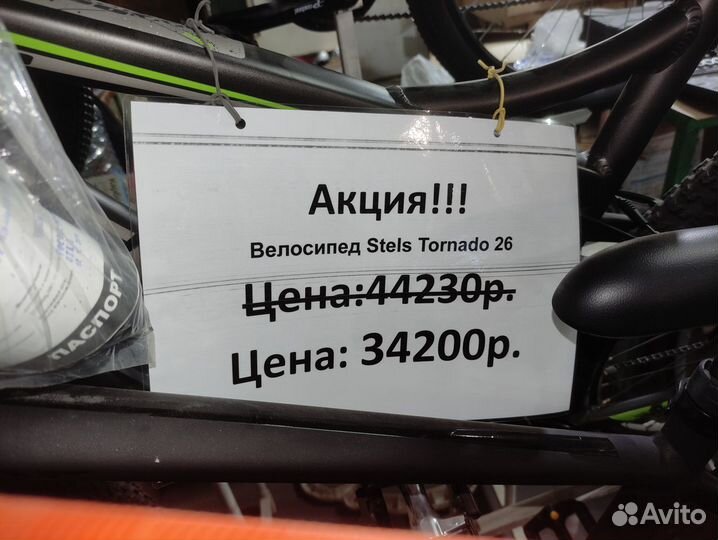 Акция!!!
Велосипед Stels Tornado 26
Цена:44230р.
Цена: 34200р.
ПАСПОРТ
Avito